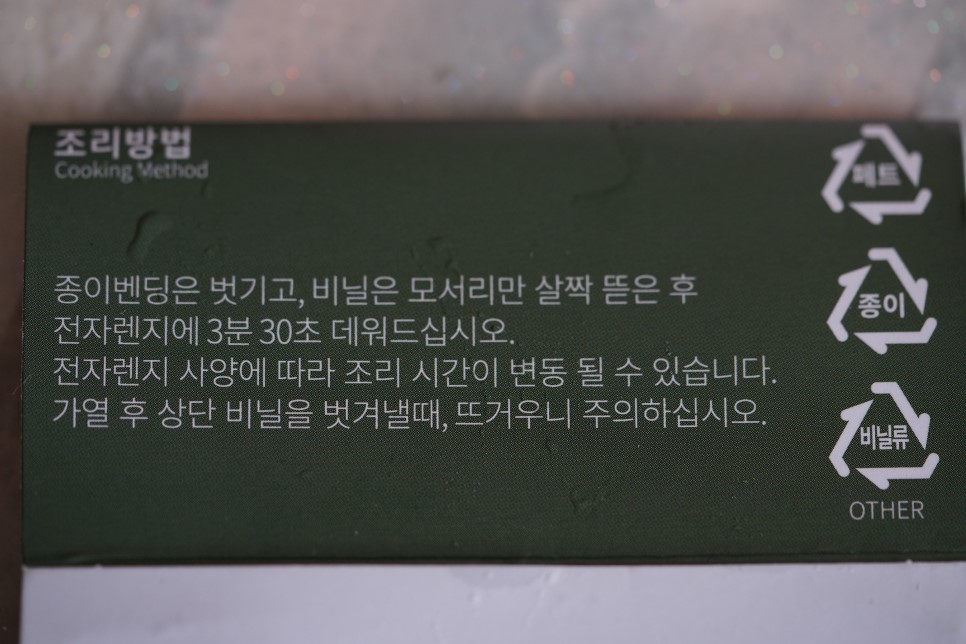 조리방법
Cooking Method
종이벤딩은 벗기고, 비닐은 모서리만 살짝 뜯은 후
전자렌지에 3분 30초 데워드십시오.
전자렌지 사양에 따라 조리 시간이 변동 될 수 있습니다.
가열 후 상단 비닐을 벗겨낼때, 뜨거우니 주의하십시오.
페트
종이
비닐류
OTHER